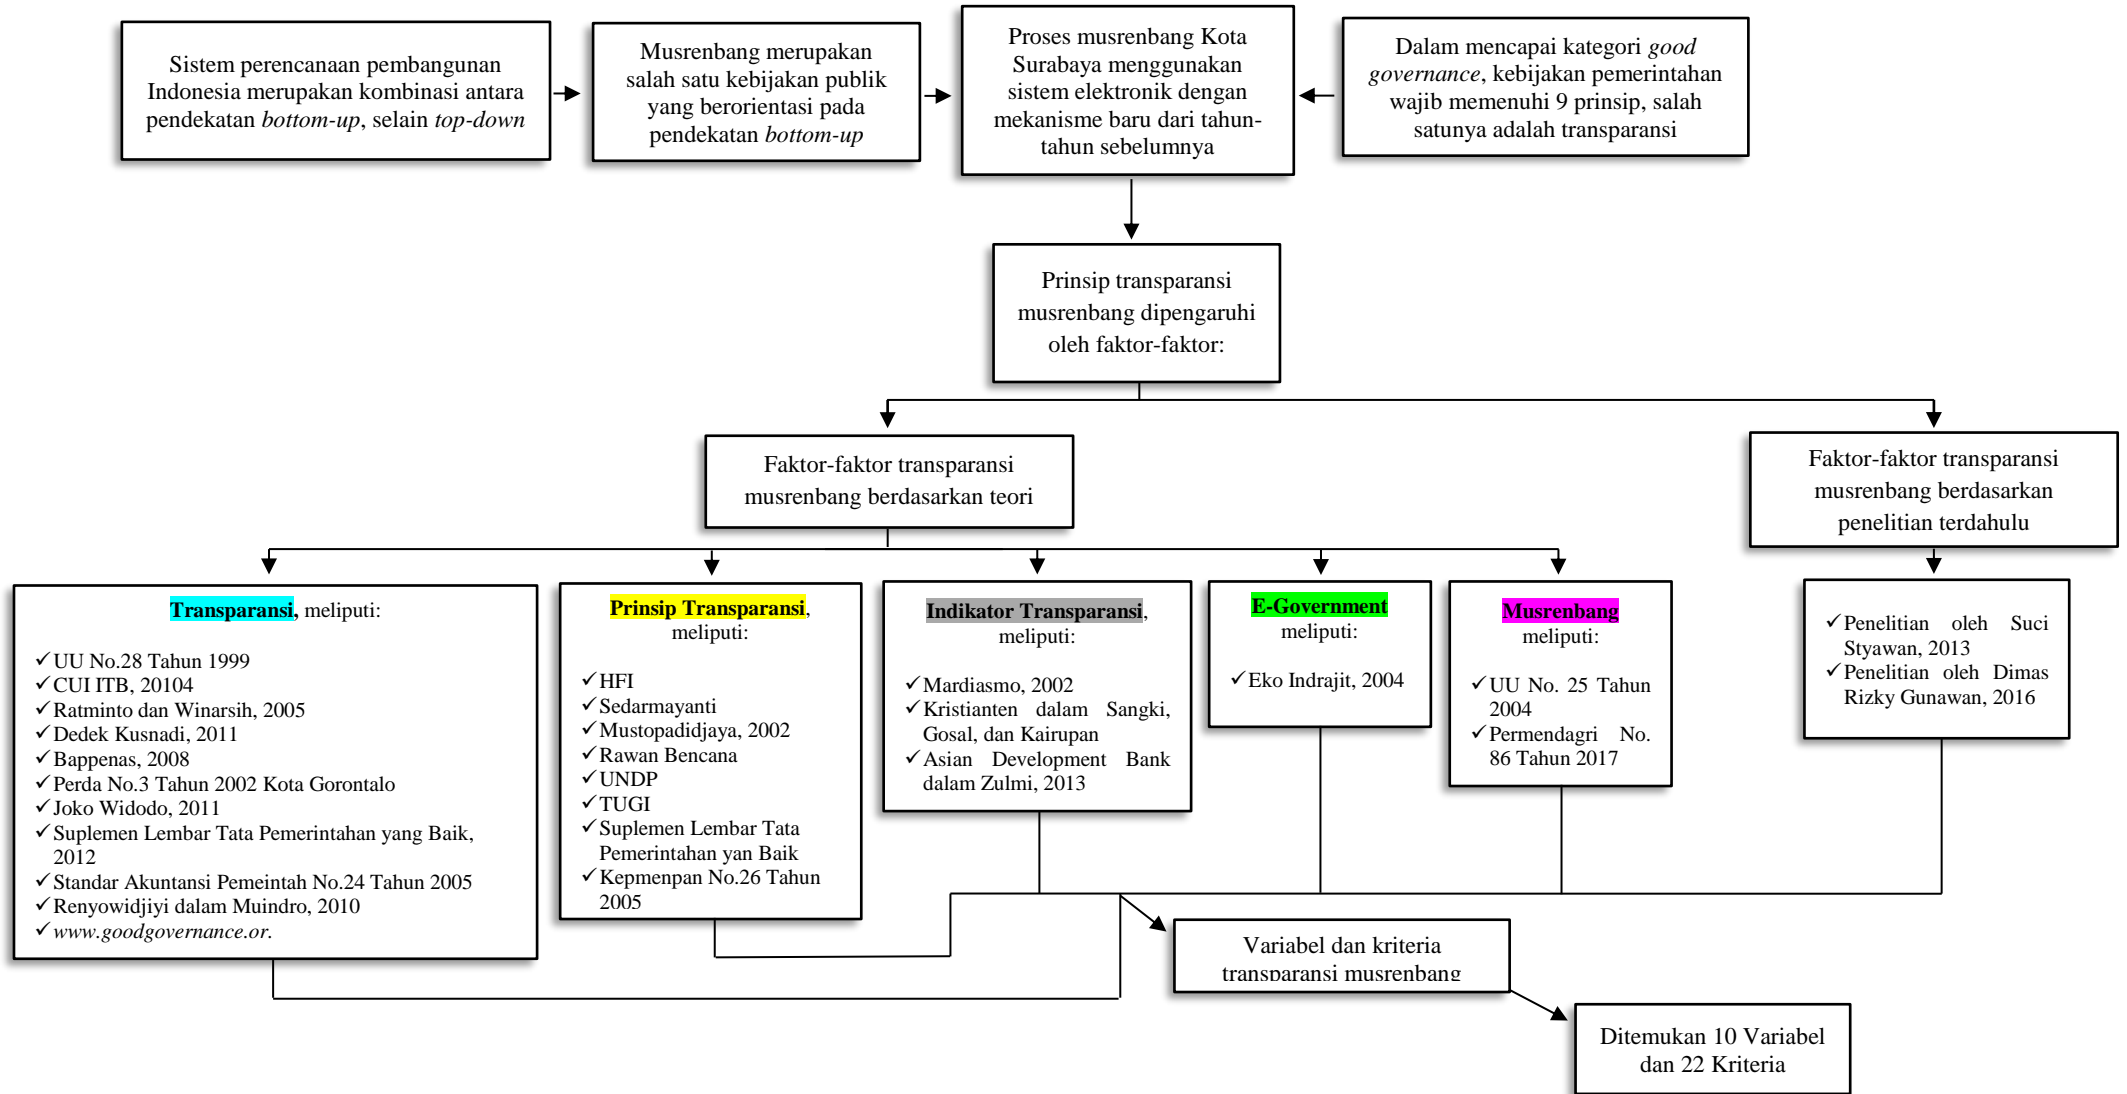 Sistem perencanaan pembangunan
Indonesia merupakan kombinasi antara
pendekatan bottom-up, selain top-down
Musrenbang merupakan
salah satu kebijakan publik
yang berorientasi pada
pendekatan bottom-up
Proses musrenbang Kota
Surabaya menggunakan
sistem elektronik dengan
mekanisme baru dari tahun-
tahun sebelumnya
Dalam mencapai kategori good
governance, kebijakan pemerintahan
wajib memenuhi 9 prinsip, salah
satunya adalah transparansi
Prinsip transparansi
musrenbang dipengaruhi
oleh faktor-faktor:
Faktor-faktor transparansi
musrenbang berdasarkan teori
Faktor-faktor transparansi
musrenbang berdasarkan
penelitian terdahulu
Transparansi, meliputi:
✓UU No.28 Tahun 1999
✓CUI ITB, 20104
✓Ratminto dan Winarsih, 2005
✓Dedek Kusnadi, 2011
✓Bappenas, 2008
✓Perda No.3 Tahun 2002 Kota Gorontalo
✓Joko Widodo, 2011
✓Suplemen Lembar Tata Pemerintahan yang Baik,
2012
✓Standar Akuntansi Pemeintah No.24 Tahun 2005
✓Renyowidjiyi dalam Muindro, 2010
✓www.goodgovernance.or.
Prinsip Transparansi,
meliputi:
✓HFI
✓Sedarmayanti
✓Mustopadidjaya, 2002
✓Rawan Bencana
✓UNDP
✓TUGI
✓Suplemen Lembar Tata
Pemerintahan yan Baik
✓Kepmenpan No.26 Tahun
2005
Indikator Transparansi,
meliputi:
✓Mardiasmo, 2002
✓Kristianten dalam Sangki,
Gosal, dan Kairupan
✓Asian Development Bank
dalam Zulmi, 2013
E-Government
meliputi:
✓Eko Indrajit, 2004
Musrenbang
meliputi:
✓UU No. 25 Tahun
2004
✓Permendagri No.
86 Tahun 2017
✓Penelitian oleh Suci
Styawan, 2013
✓Penelitian oleh Dimas
Rizky Gunawan, 2016
Variabel dan kriteria
transparansi musrenbang
Ditemukan 10 Variabel
dan 22 Kriteria